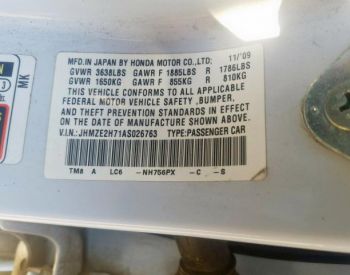 MFD.IN JAPAN BY HONDA MOTOR CO.,LTD: 11/'09
GVWR 3638LBS GAWR F 1885LBS R 1786LBS
GVWR 1650KG GAWR F 855KG R 810KG
THIS VEHICLE CONFORMS TO ALL APPLICABLE
FEDERAL MOTOR VEHICLE SAFETY ,BUMPER,
AND THEFT PREVENTION STANDARDS IN EFFECT
ON THE DATE OF MANUFACTURE SHOWN ABOVE.
V.I.N.:JHMZE2H71AS026763 TYPE:PASSENGER CAR
TM8 A LC6 -NH756PX -C -S
MK
3